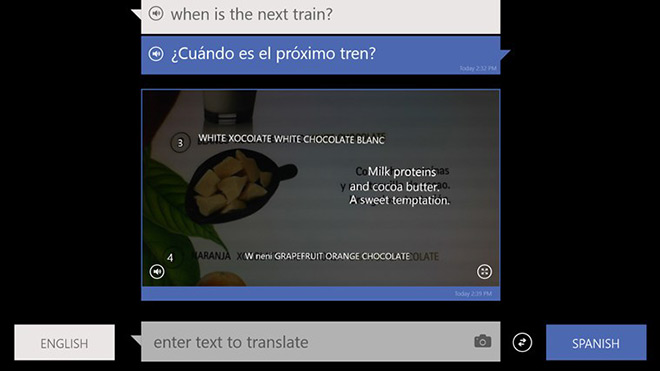 when is the next train?
¿Cuándo es el próximo tren?
Today 2:32 PM
3
WHITE XOCOIATE WHITE CHOCOLATE BLANC
Milk proteins
and cocoa butter.
A sweet temptation.
4
W neni GRAPEFRUIT ORANGE CHOCOLATE
Today 2:39 PM
ENGLISH
enter text to translate
SPANISH